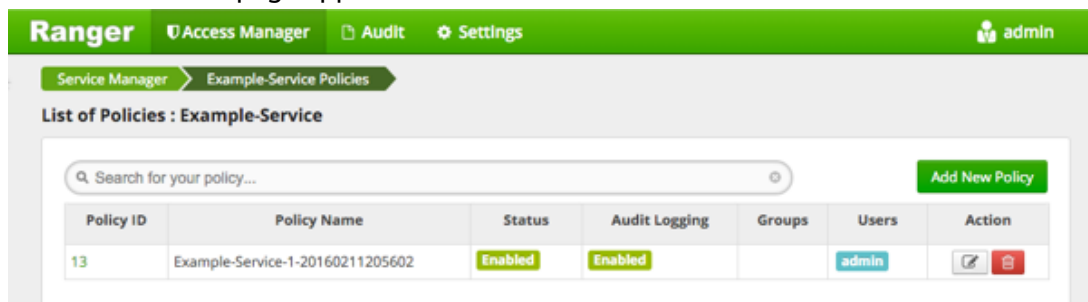 Ranger Access Manager Audit Settings admin
Service Manager Example-Service Policies
List of Policies : Example-Service
Search for your policy... Add New Policy
Policy ID Policy Name Status Audit Logging Groups Users Action
13 Example-Service-1-20160211205602 Enabled Enabled admin